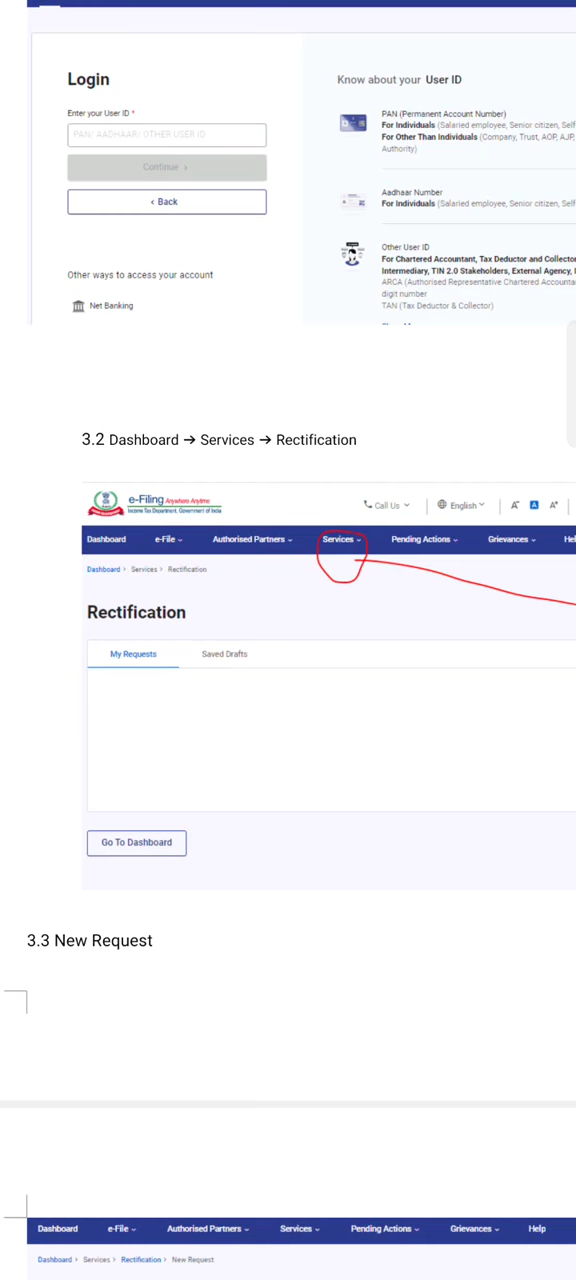 Login
Know about your User ID
Enter your User ID *
PAN/ AADHAAR/ OTHER USER ID
Continue >
< Back
Other ways to access your account
Net Banking
PAN (Permanent Account Number)
For Individuals (Salaried employee, Senior citizen, Self
For Other Than Individuals (Company, Trust, AOP, AJP,
Authority)
Aadhaar Number
For Individuals (Salaried employee, Senior citizen, Self
Other User ID
For Chartered Accountant, Tax Deductor and Collector
Intermediary, TIN 2.0 Stakeholders, External Agency,
ARCA (Authorised Representative Chartered Accounta
digit number
TAN (Tax Deductor & Collector)
3.2 Dashboard → Services → Rectification
e-Filing Anywhere Anytime
Income Tax Department, Government of India
Call Us English A- A A+
Dashboard e-File Authorised Partners Services Pending Actions Grievances Hel
Dashboard > Services > Rectification
Rectification
My Requests Saved Drafts
Go To Dashboard
3.3 New Request
Dashboard e-File Authorised Partners Services Pending Actions Grievances Help
Dashboard > Services > Rectification > New Request